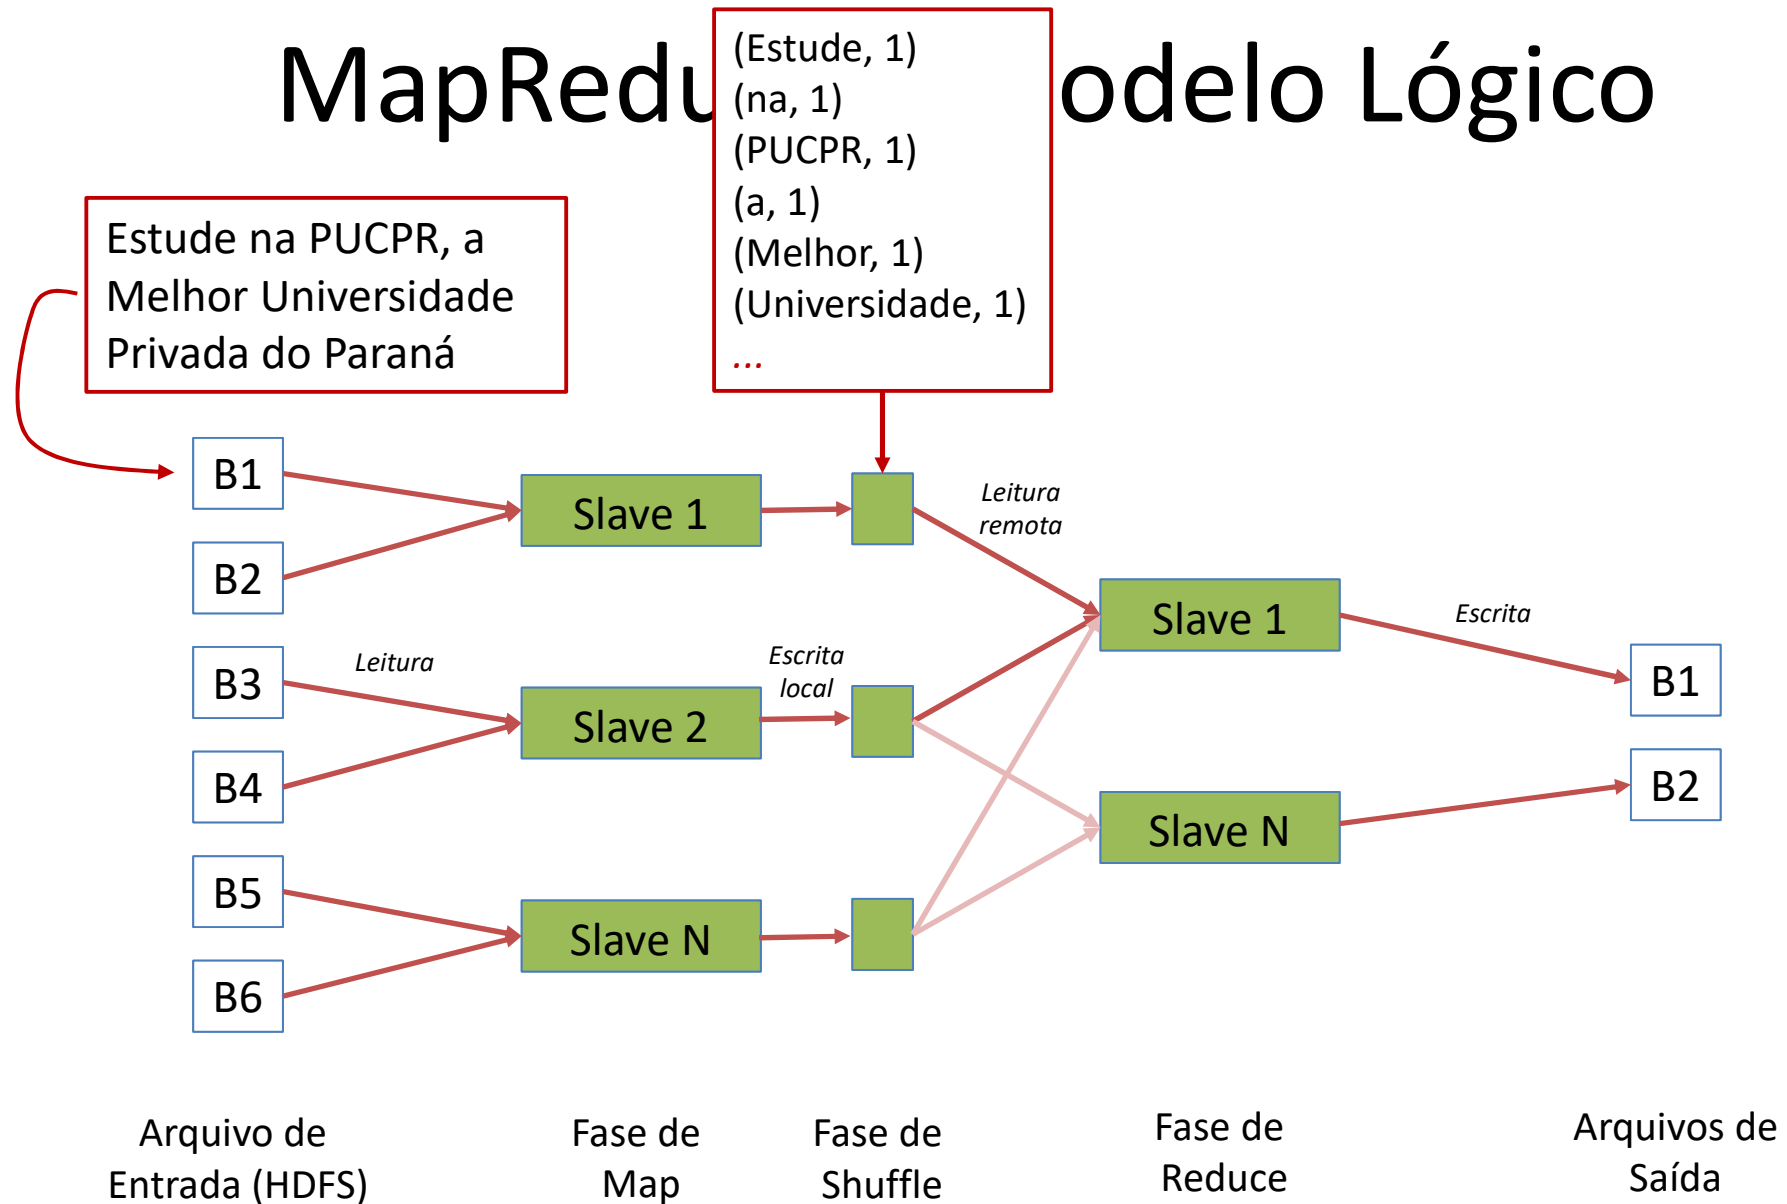 MapRedu odelo Lógico
(Estude, 1)
(na, 1)
(PUCPR, 1)
(a, 1)
(Melhor, 1)
(Universidade, 1)
...
Estude na PUCPR, a
Melhor Universidade
Privada do Paraná
B1
B2
B3
B4
B5
B6
Leitura
Slave 1
Slave 2
Slave N
Escrita
local
Leitura
remota
Slave 1
Slave N
Escrita
B1
B2
Arquivo de
Entrada (HDFS)
Fase de
Map
Fase de
Shuffle
Fase de
Reduce
Arquivos de
Saída